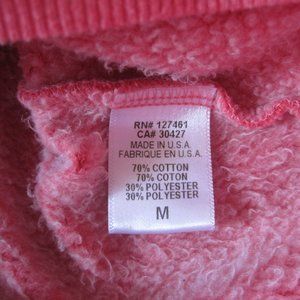 RN# 127461
CA# 30427
MADE IN U.S.A.
FABRIQUE EN U.S.A.
70% COTTON
70% COTON
30% POLYESTER
30% POLYESTER
M